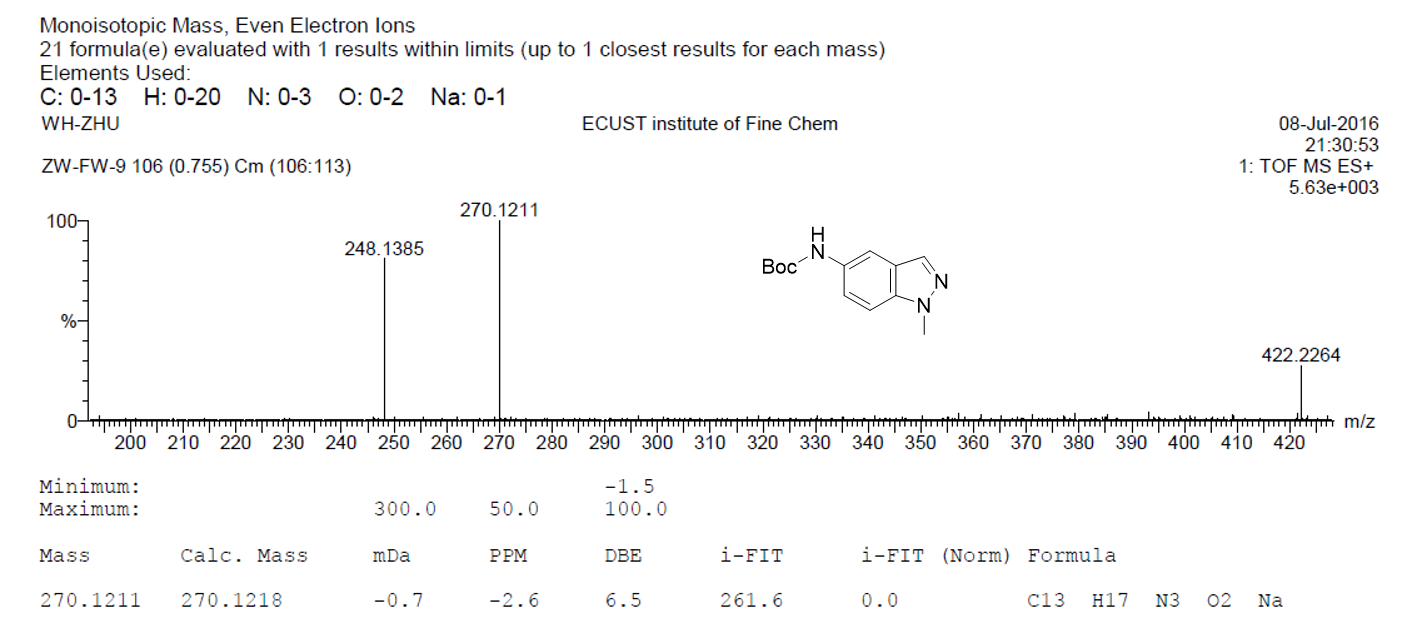 Monoisotopic Mass, Even Electron Ions
21 formula(e) evaluated with 1 results within limits (up to 1 closest results for each mass)
Elements Used:
C: 0-13 H: 0-20 N: 0-3 O: 0-2 Na: 0-1
WH-ZHU ECUST institute of Fine Chem 08-Jul-2016
21:30:53
ZW-FW-9 106 (0.755) Cm (106:113) 1: TOF MS ES+
5.63e+003
270.1211
100
248.1385
H
N
Boc
N
N
%
422.2264
0
m/z
200 210 220 230 240 250 260 270 280 290 300 310 320 330 340 350 360 370 380 390 400 410 420
Minimum: -1.5
Maximum: 300.0 50.0 100.0
Mass Calc. Mass mDa PPM DBE i-FIT i-FIT (Norm) Formula
270.1211 270.1218 -0.7 -2.6 6.5 261.6 0.0 C13 H17 N3 O2 Na